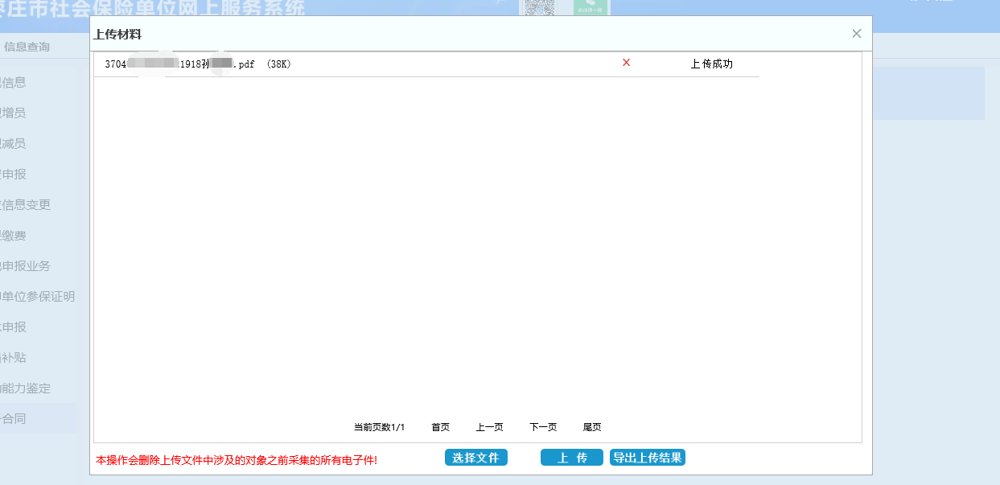 枣庄市社会保险单位网上服务系统
信息查询
上传材料
3704 1918孙 .pdf (38K)
上传成功
信息
增员
减员
申报
信息变更
缴费
申报业务
单位参保证明
申报
补贴
能力鉴定
合同
当前页数1/1 首页 上一页 下一页 尾页
本操作会删除上传文件中涉及的对象之前采集的所有电子件!
选择文件 上 传 导出上传结果